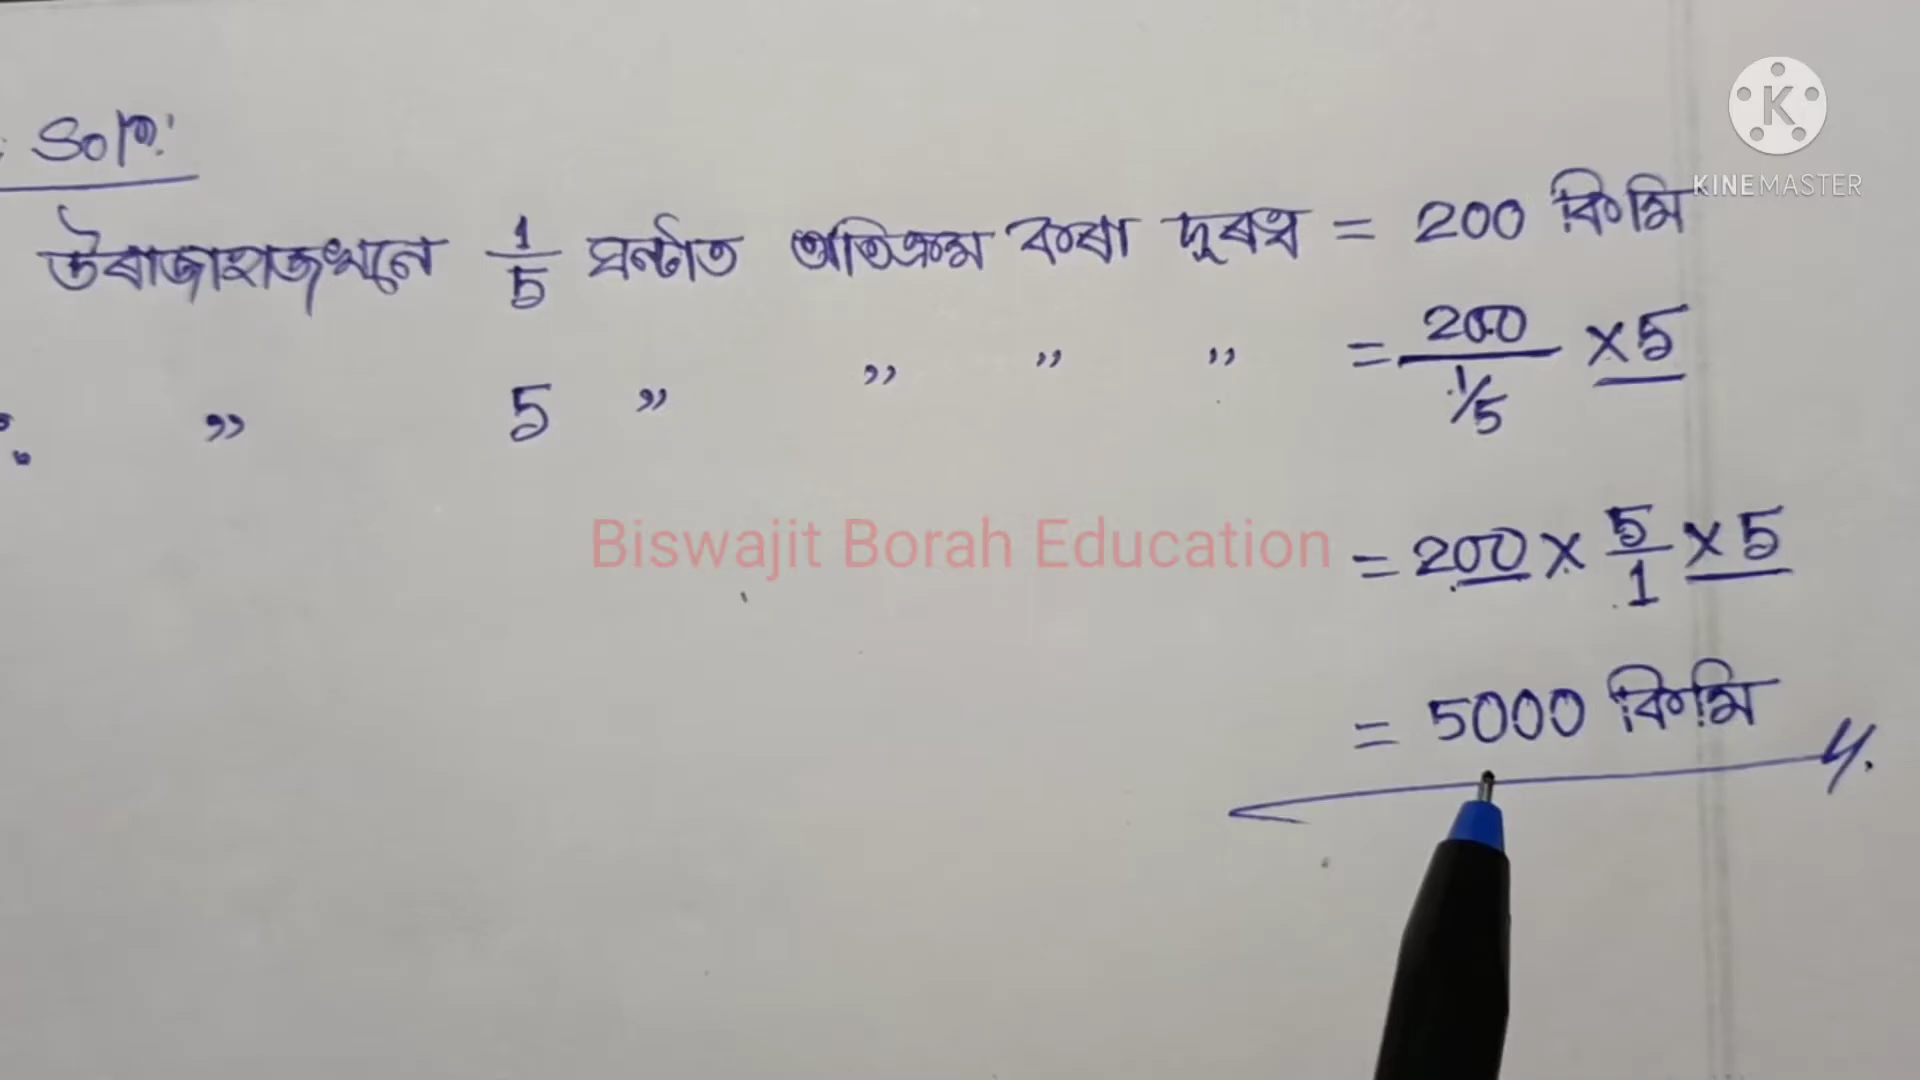 Soln:
উৰাজাহাজখনে 1/5 ঘন্টাত অতিক্ৰম কৰা দূৰত্ব = 200 কিমি
∴ " 5 " " " " = 200 / 1/5 × 5
= 200 × 5/1 × 5
= 5000 কিমি
KINEMASTER
Biswajit Borah Education